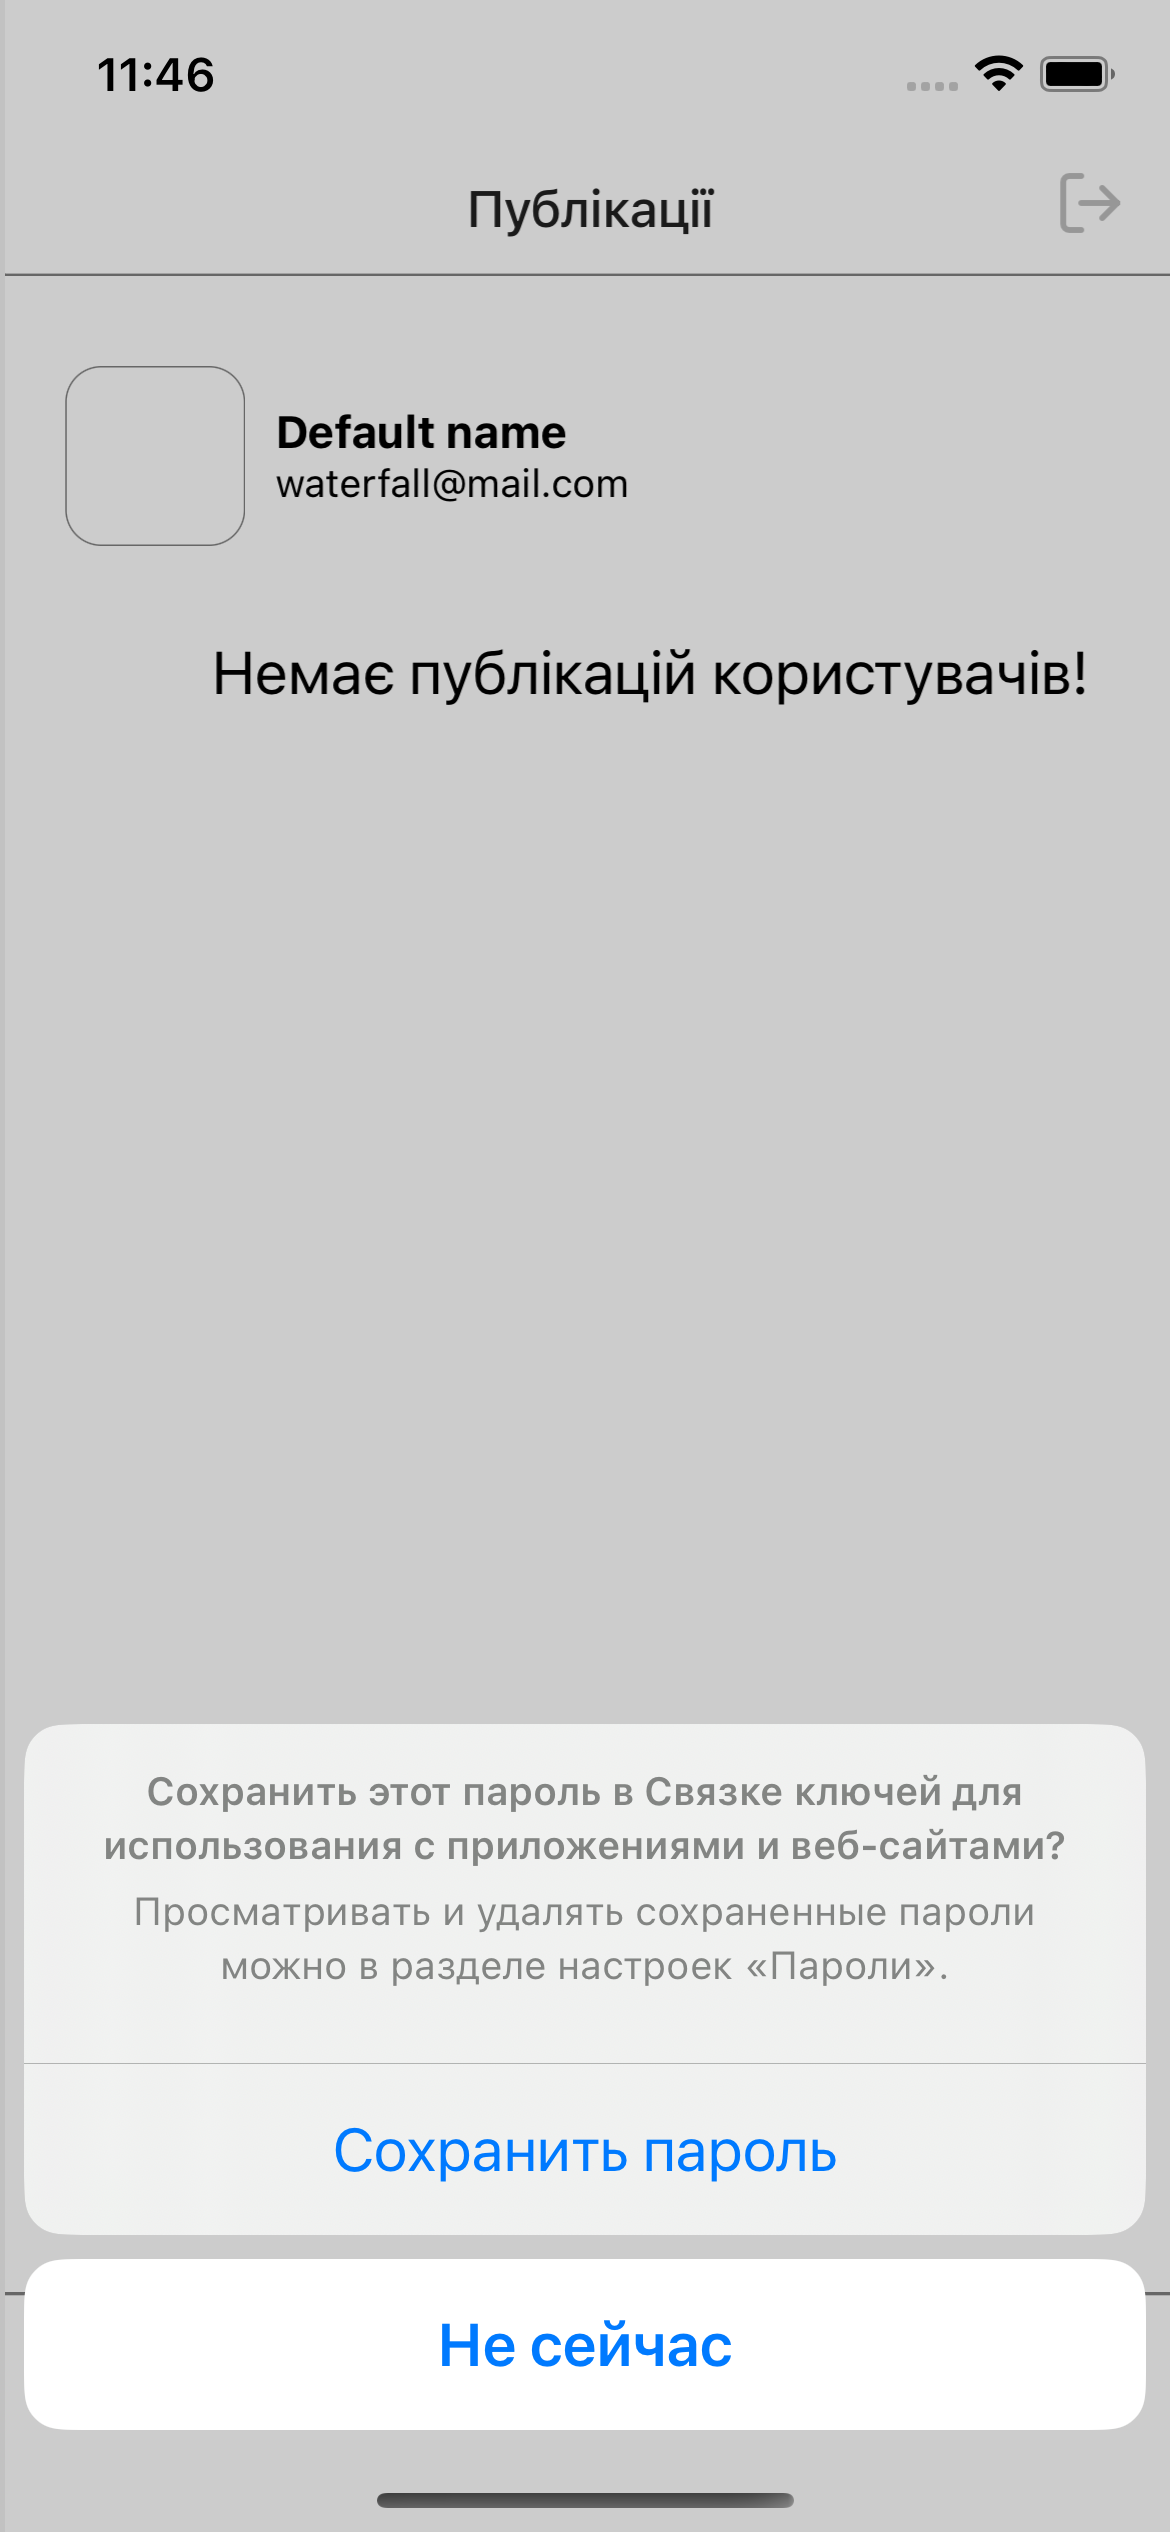 11:46
Публікації
Default name
waterfall@mail.com
Немає публікацій користувачів!
Сохранить этот пароль в Связке ключей для
использования с приложениями и веб-сайтами?
Просматривать и удалять сохраненные пароли
можно в разделе настроек «Пароли».
Сохранить пароль
Не сейчас